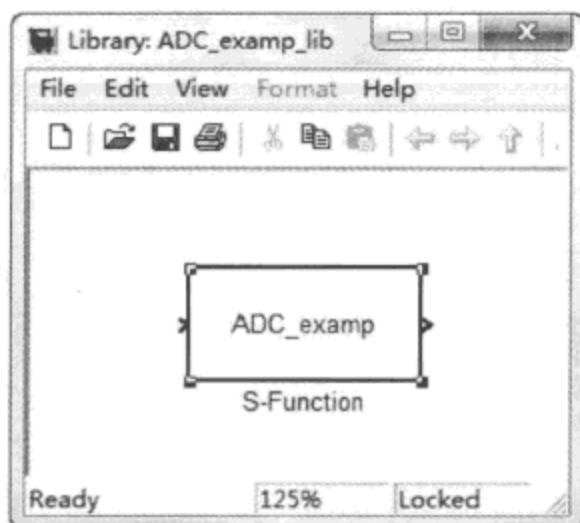 Library: ADC_examp_lib
File Edit View Format Help
ADC_examp
S-Function
Ready 125% Locked